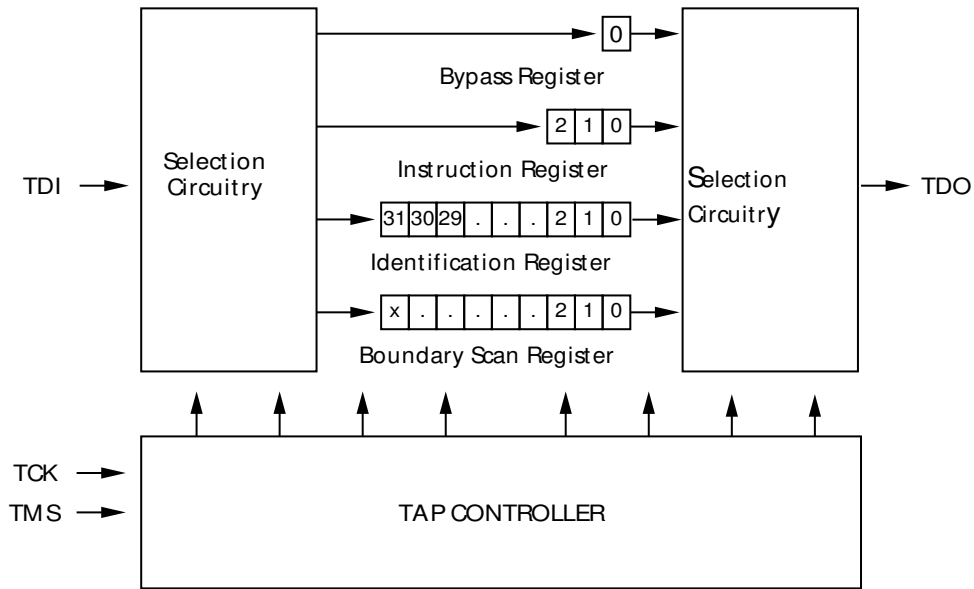 0
Bypass Register
2 1 0
Selection
Circuitry
Instruction Register
Selection
Circuitry
TDI
TDO
31 30 29 . . . 2 1 0
Identification Register
x . . . . . 2 1 0
Boundary Scan Register
TCK
TMS
TAP CONTROLLER